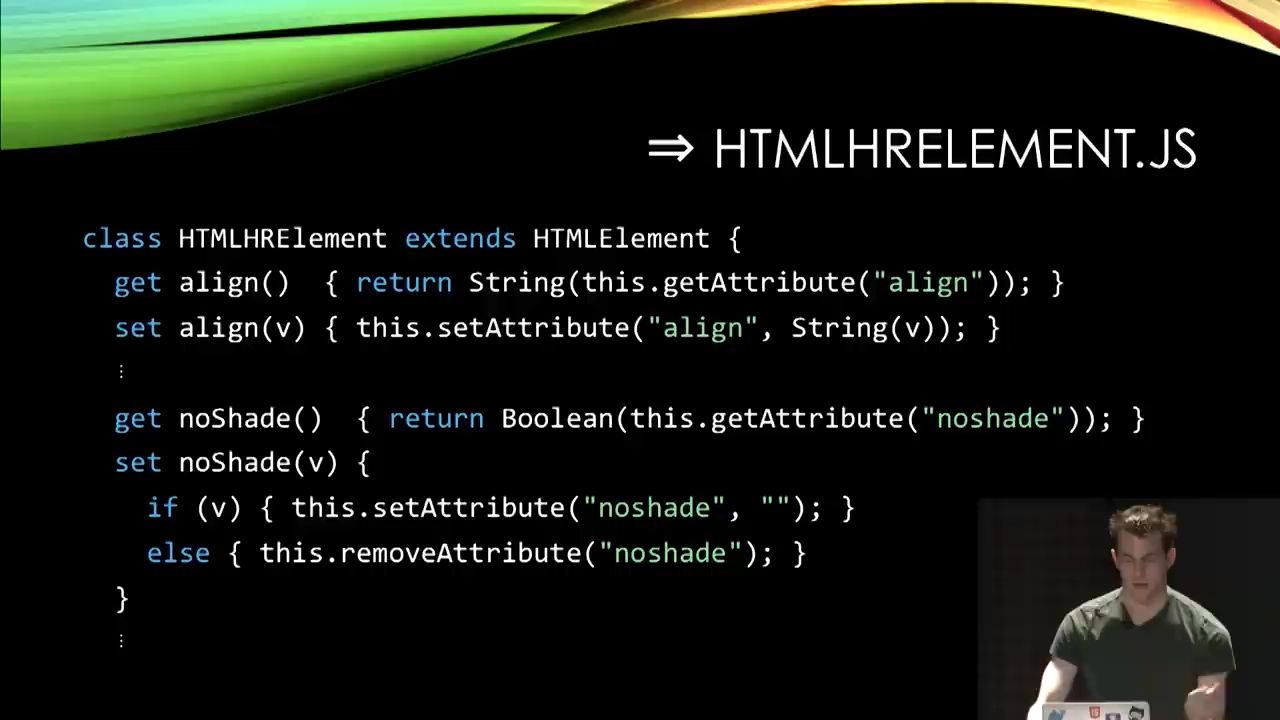 ⇒ HTMLHRELEMENT.JS
class HTMLHRElement extends HTMLElement {
get align()  { return String(this.getAttribute("align")); }
set align(v) { this.setAttribute("align", String(v)); }
⋮
get noShade()  { return Boolean(this.getAttribute("noshade")); }
set noShade(v) {
if (v) { this.setAttribute("noshade", ""); }
else { this.removeAttribute("noshade"); }
}
⋮